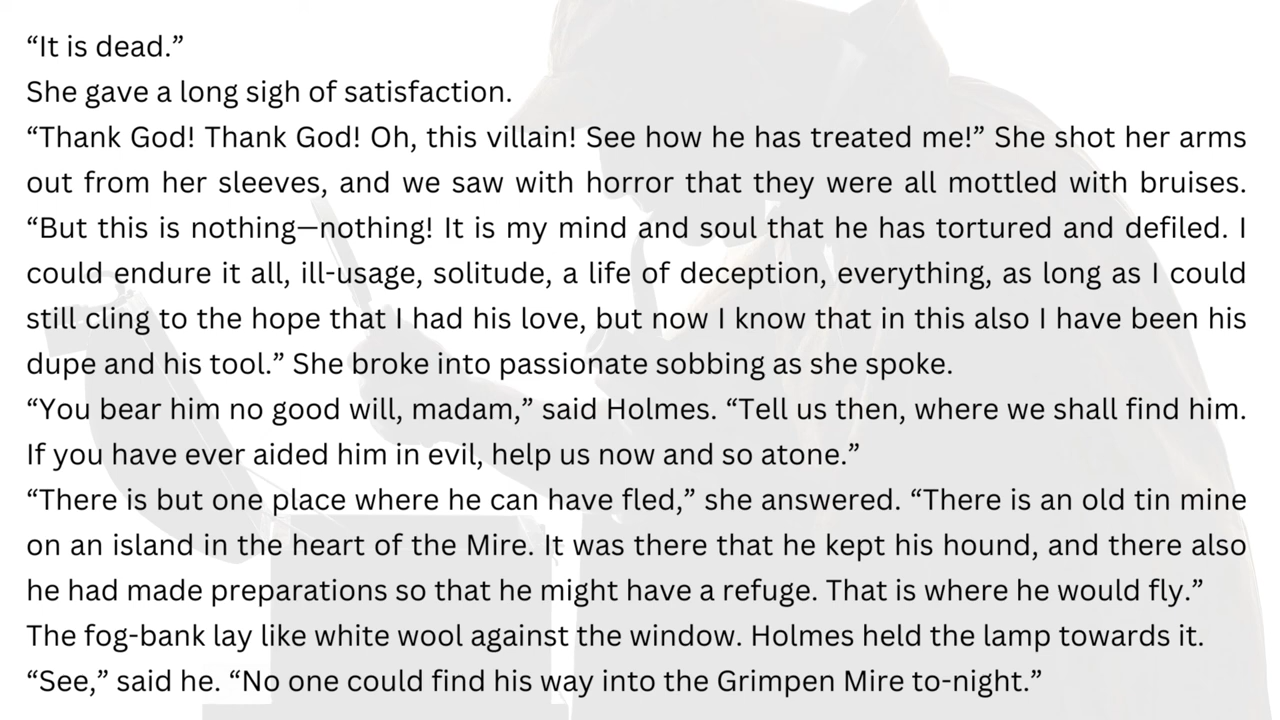 “It is dead.”
She gave a long sigh of satisfaction.
“Thank God! Thank God! Oh, this villain! See how he has treated me!” She shot her arms
out from her sleeves, and we saw with horror that they were all mottled with bruises.
“But this is nothing—nothing! It is my mind and soul that he has tortured and defiled. I
could endure it all, ill-usage, solitude, a life of deception, everything, as long as I could
still cling to the hope that I had his love, but now I know that in this also I have been his
dupe and his tool.” She broke into passionate sobbing as she spoke.
“You bear him no good will, madam,” said Holmes. “Tell us then, where we shall find him.
If you have ever aided him in evil, help us now and so atone.”
“There is but one place where he can have fled,” she answered. “There is an old tin mine
on an island in the heart of the Mire. It was there that he kept his hound, and there also
he had made preparations so that he might have a refuge. That is where he would fly.”
The fog-bank lay like white wool against the window. Holmes held the lamp towards it.
“See,” said he. “No one could find his way into the Grimpen Mire to-night.”